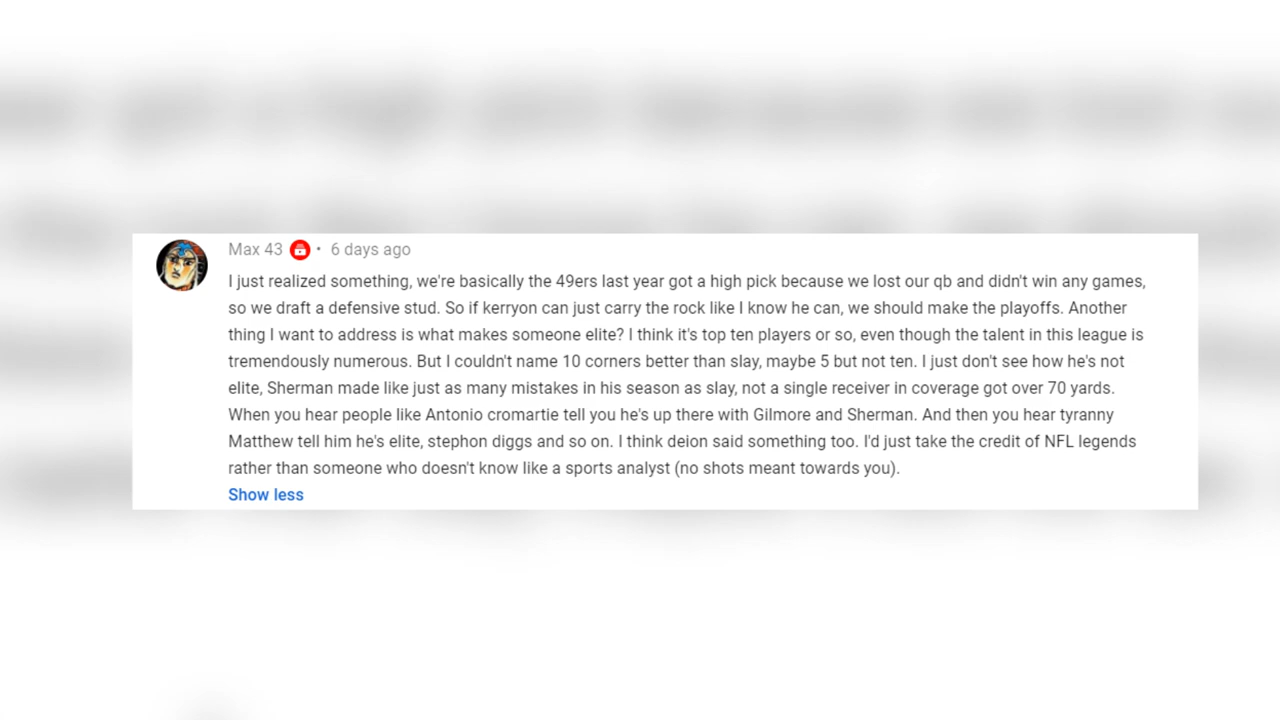 Max 43 • 6 days ago
I just realized something, we're basically the 49ers last year got a high pick because we lost our qb and didn't win any games,
so we draft a defensive stud. So if kerryon can just carry the rock like I know he can, we should make the playoffs. Another
thing I want to address is what makes someone elite? I think it's top ten players or so, even though the talent in this league is
tremendously numerous. But I couldn't name 10 corners better than slay, maybe 5 but not ten. I just don't see how he's not
elite, Sherman made like just as many mistakes in his season as slay, not a single receiver in coverage got over 70 yards.
When you hear people like Antonio cromartie tell you he's up there with Gilmore and Sherman. And then you hear tyranny
Matthew tell him he's elite, stephon diggs and so on. I think deion said something too. I'd just take the credit of NFL legends
rather than someone who doesn't know like a sports analyst (no shots meant towards you).
Show less